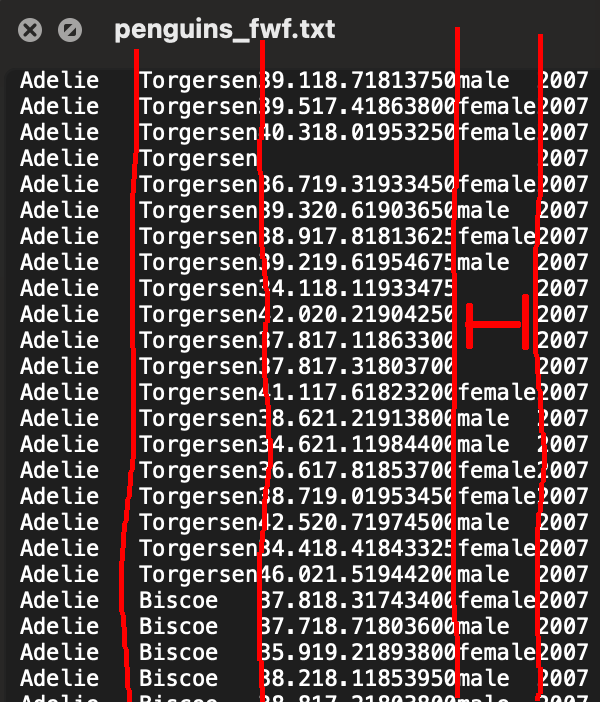 penguins_fwf.txt
Adelie   Torgersen39.118.71813750male  2007
Adelie   Torgersen39.517.41863800female2007
Adelie   Torgersen40.318.01953250female2007
Adelie   Torgersen                     2007
Adelie   Torgersen36.719.31933450female2007
Adelie   Torgersen39.320.61903650male  2007
Adelie   Torgersen38.917.81813625female2007
Adelie   Torgersen39.219.61954675male  2007
Adelie   Torgersen34.118.11933475      2007
Adelie   Torgersen42.020.21904250      2007
Adelie   Torgersen37.817.11863300      2007
Adelie   Torgersen37.817.31803700      2007
Adelie   Torgersen41.117.61823200female2007
Adelie   Torgersen38.621.21913800male  2007
Adelie   Torgersen34.621.11984400male  2007
Adelie   Torgersen36.617.81853700female2007
Adelie   Torgersen38.719.01953450female2007
Adelie   Torgersen42.520.71974500male  2007
Adelie   Torgersen34.418.41843325female2007
Adelie   Torgersen46.021.51944200male  2007
Adelie   Biscoe   37.818.31743400female2007
Adelie   Biscoe   37.718.71803600male  2007
Adelie   Biscoe   35.919.21893800female2007
Adelie   Biscoe   38.218.11853950male  2007